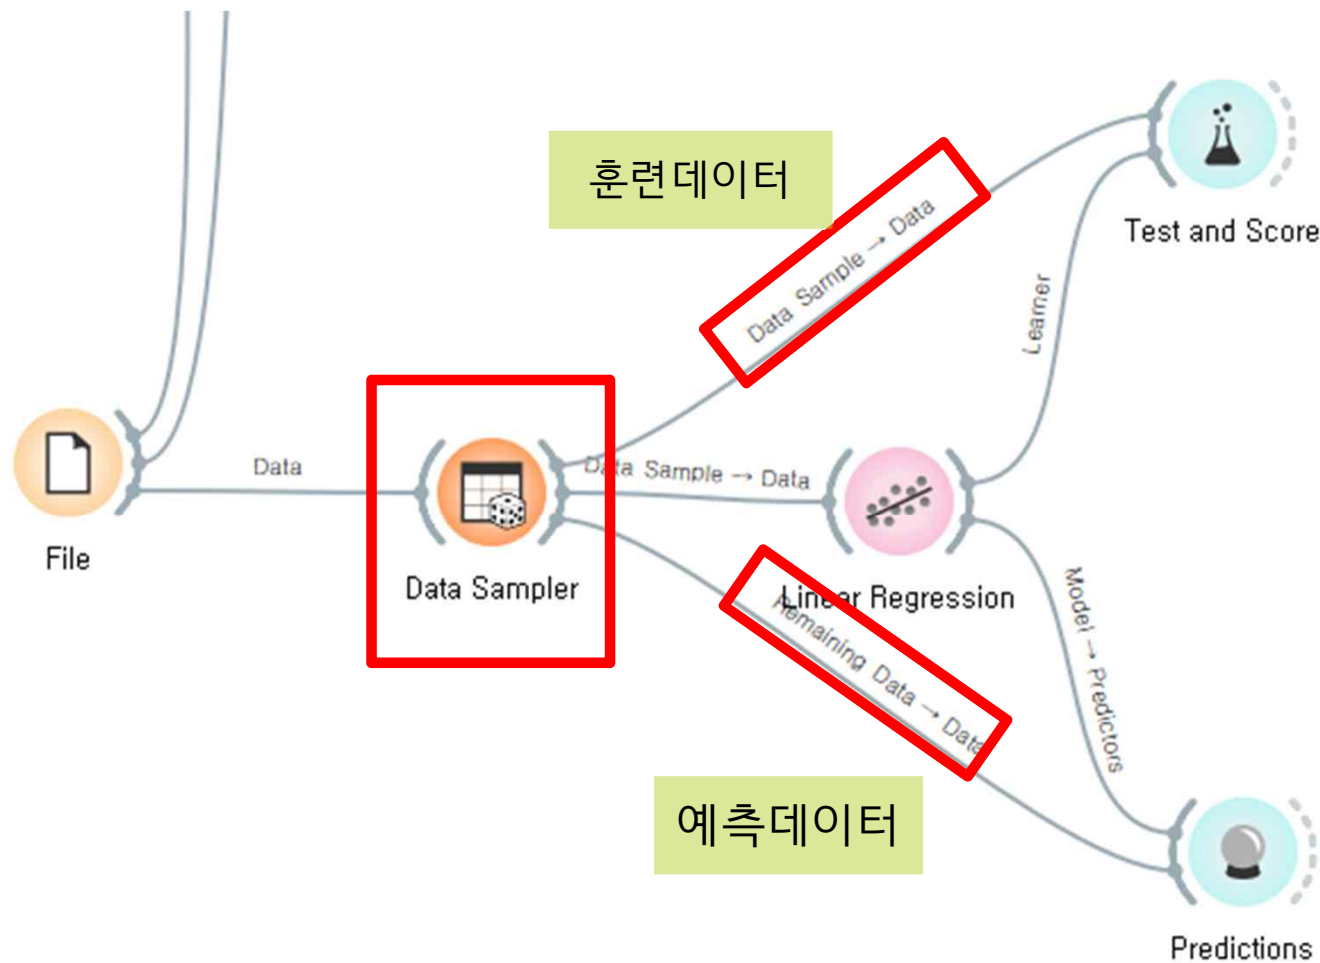 훈련데이터
Data Sample → Data
Test and Score
Learner
Data
Data Sample → Data
File
Data Sampler
Linear Regression
Remaining Data → Data
Model → Predictors
예측데이터
Predictions